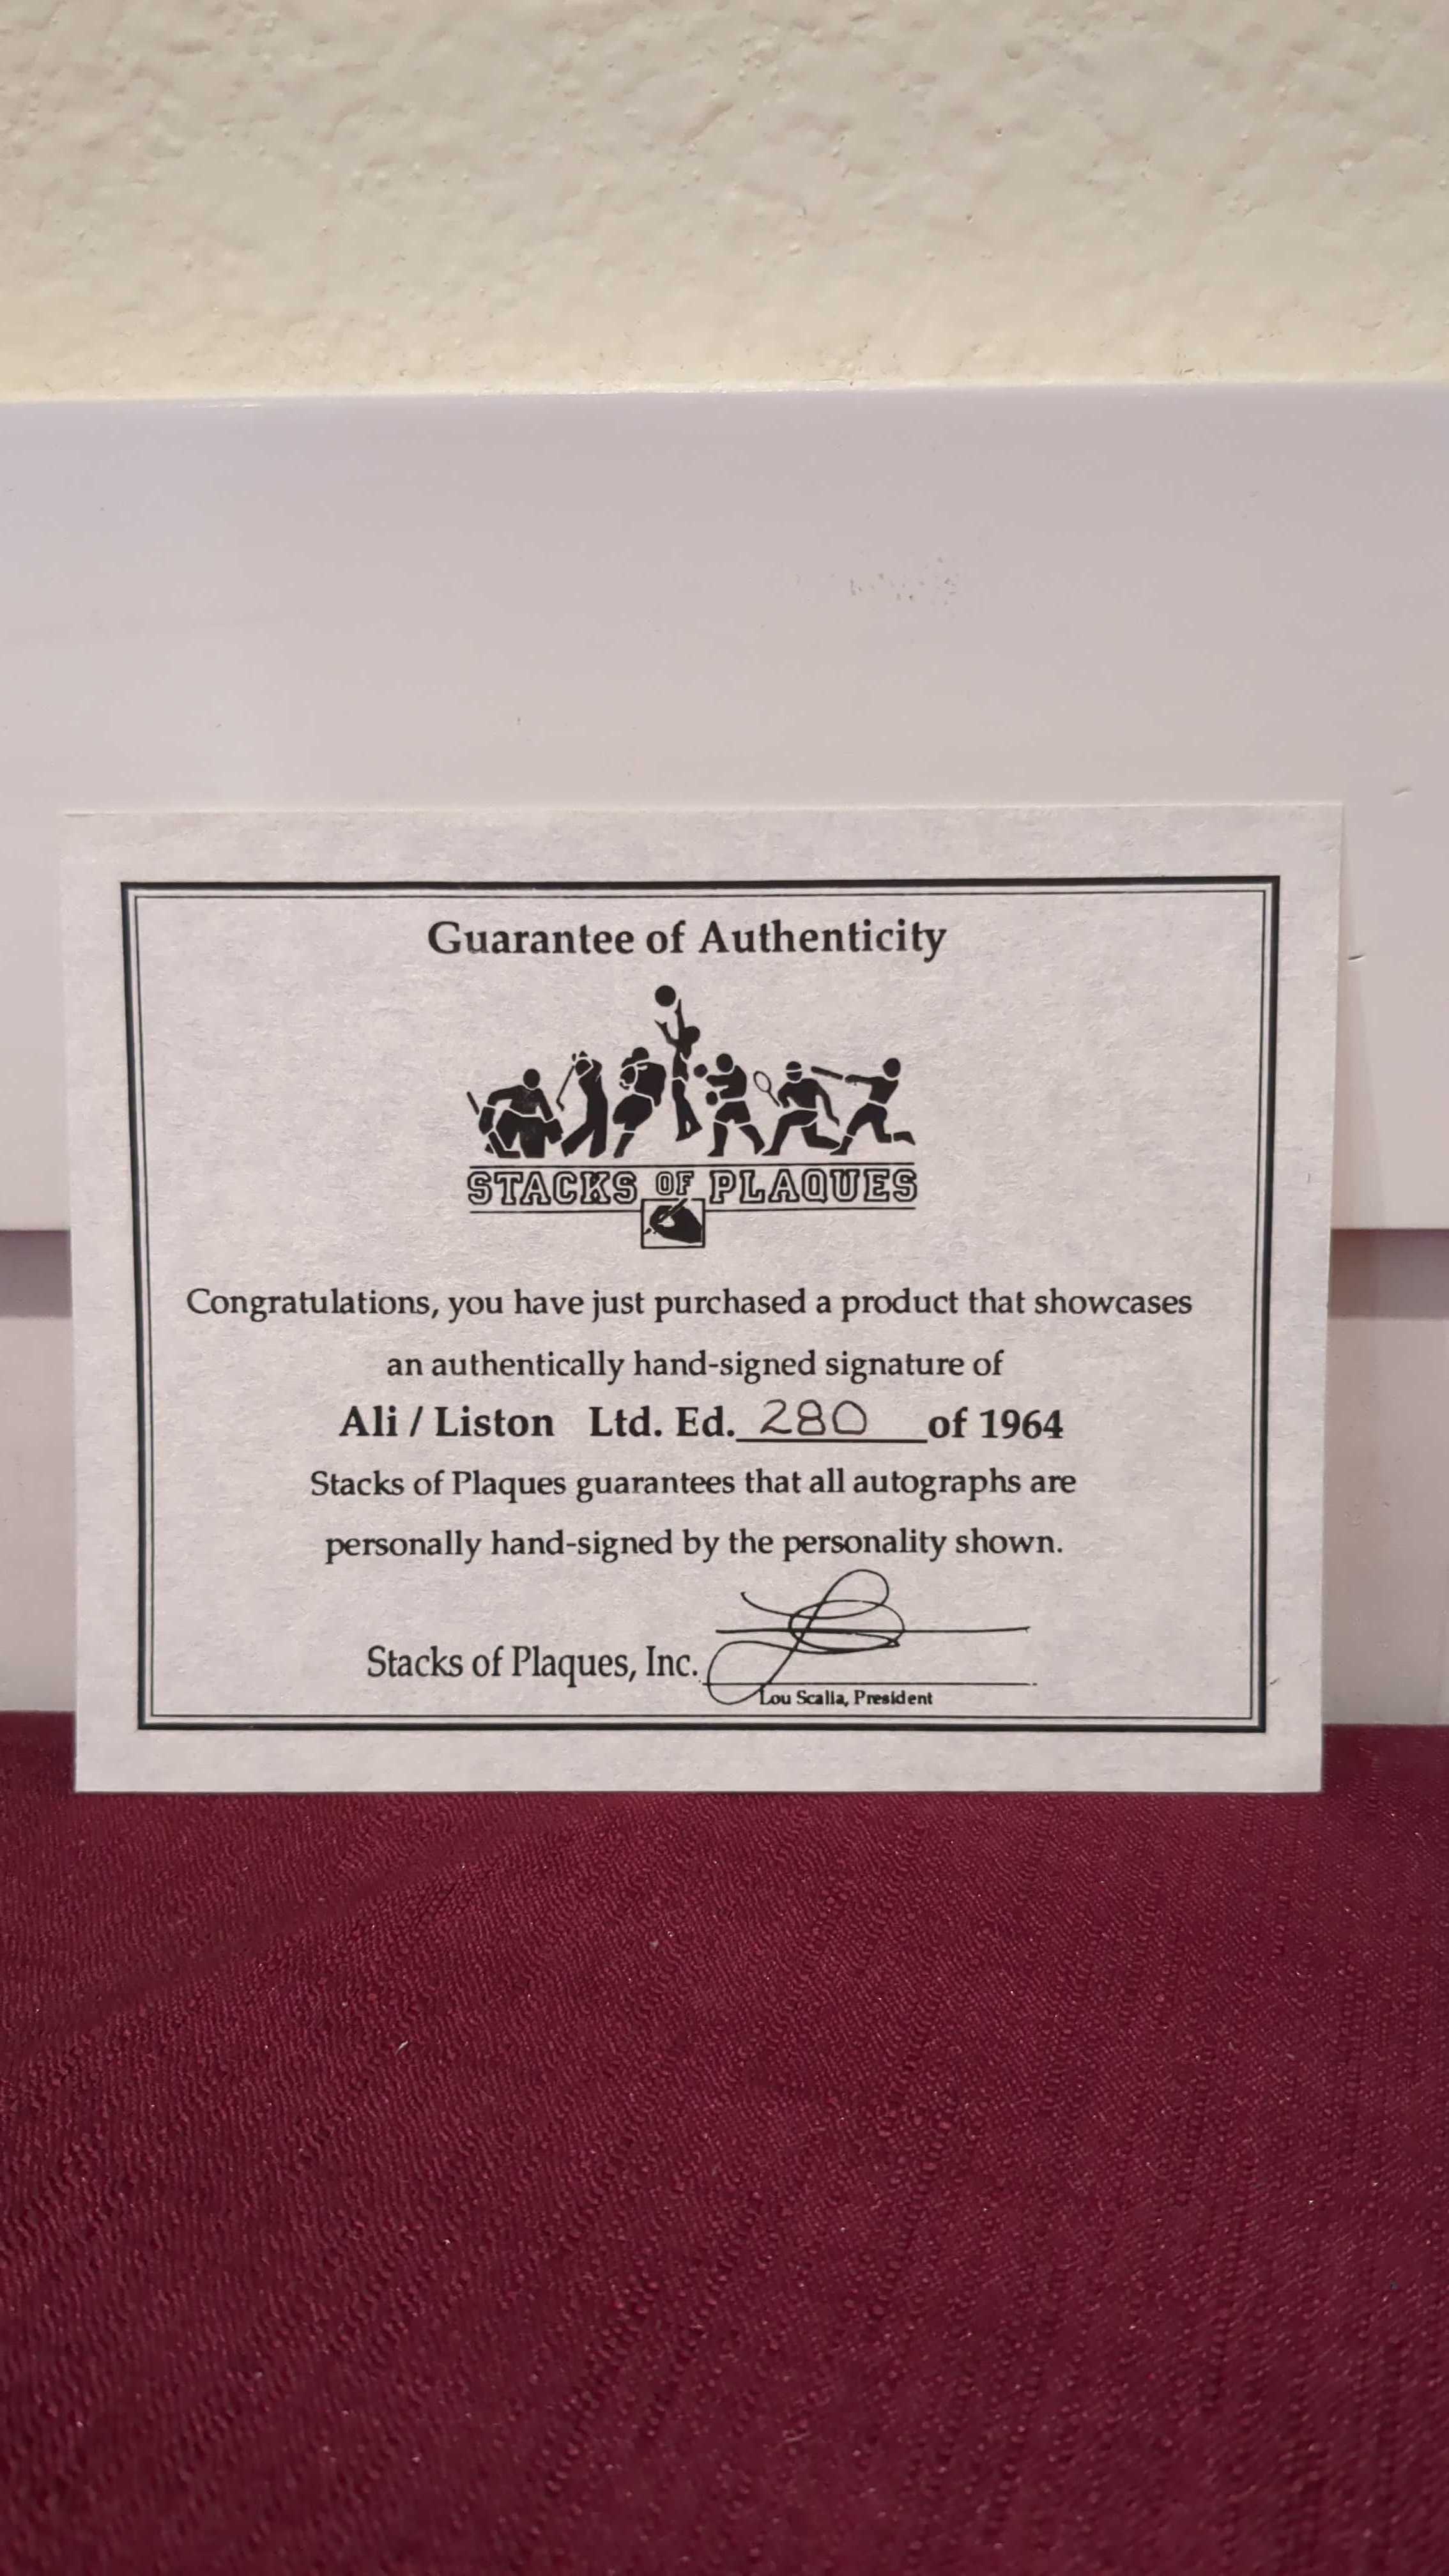 Guarantee of Authenticity
STACKS OF PLAQUES
Congratulations, you have just purchased a product that showcases
an authentically hand-signed signature of
Ali / Liston Ltd. Ed. 280 of 1964
Stacks of Plaques guarantees that all autographs are
personally hand-signed by the personality shown.
Stacks of Plaques, Inc.
Lou Scalia, President